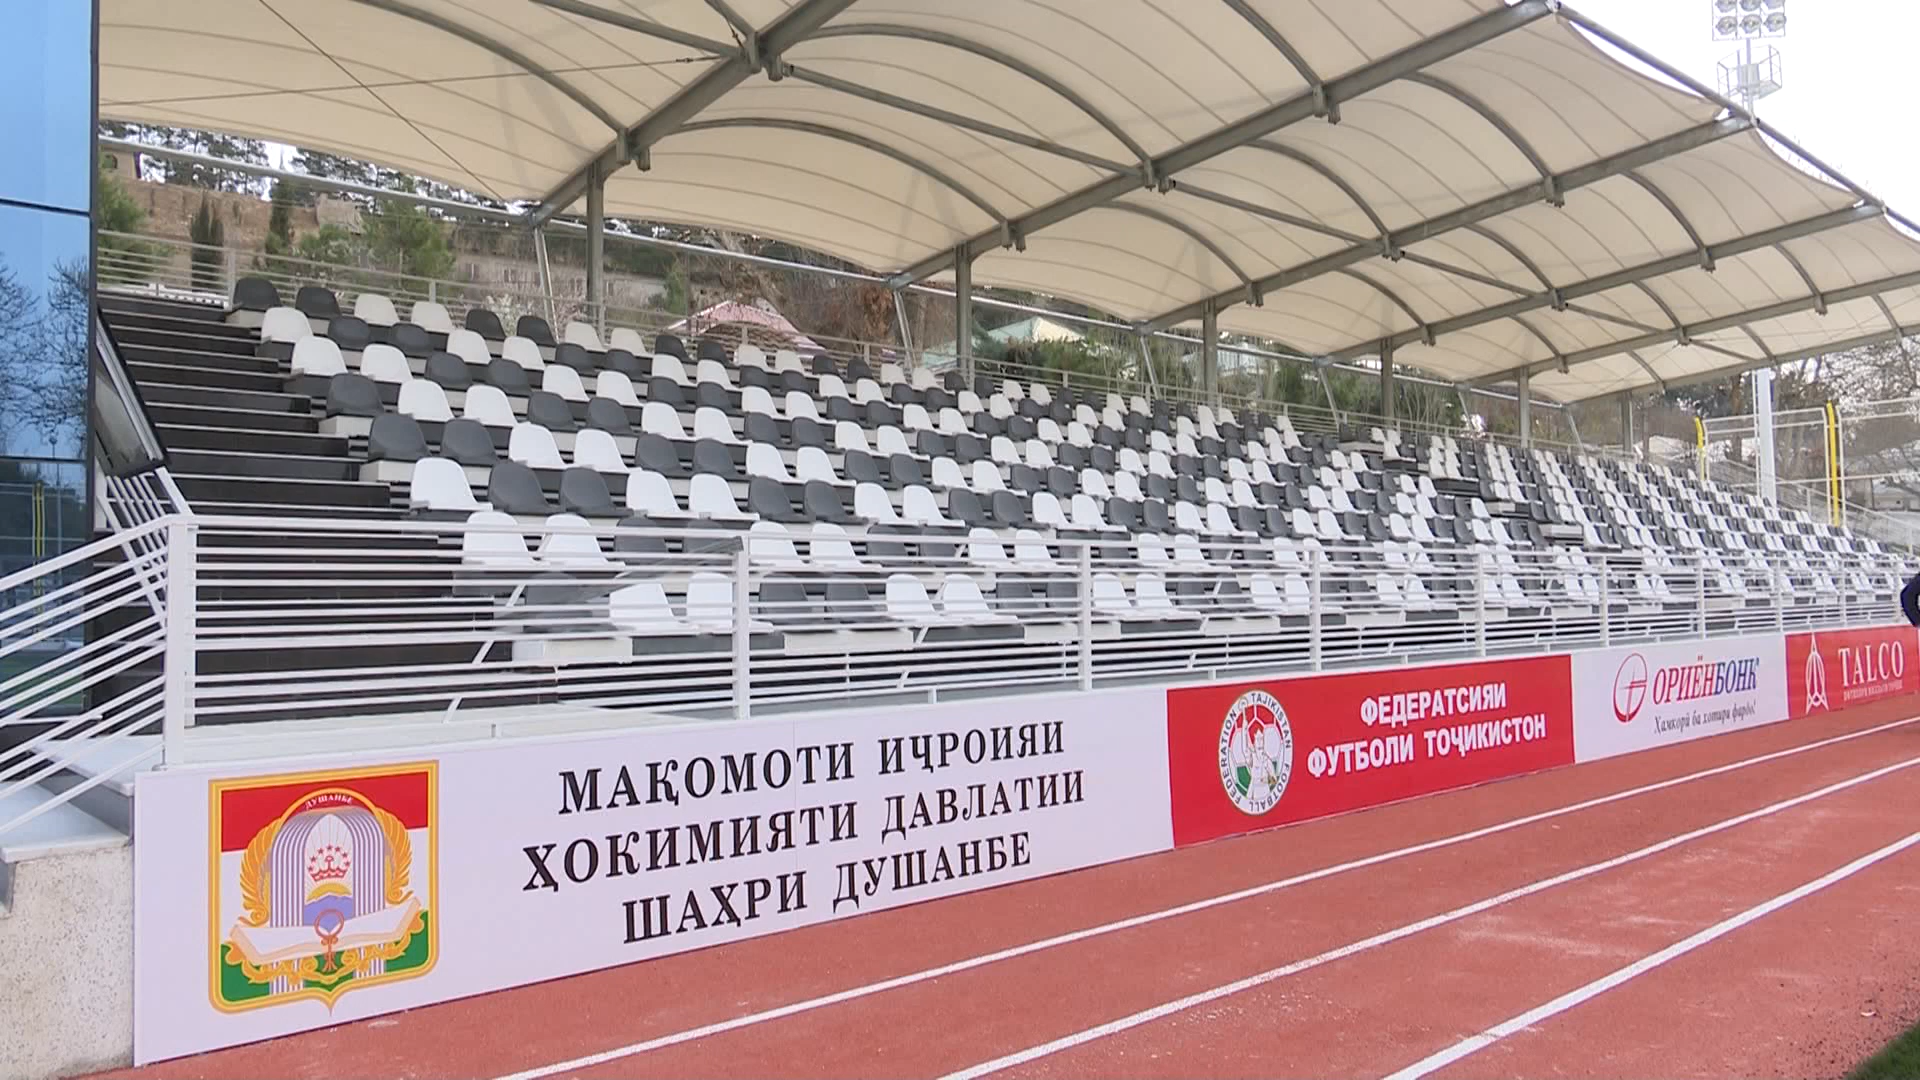 ДУШАНБЕ
МАҚОМОТИ ИҶРОИЯИ
ҲОКИМИЯТИ ДАВЛАТИИ
ШАҲРИ ДУШАНБЕ
TAJIKISTAN FOOTBALL FEDERATION
ФЕДЕРАТСИЯИ
ФУТБОЛИ ТОҶИКИСТОН
ОРИЁНБОНК
Ҳамкорӣ ба хотири фардо!
TALCO